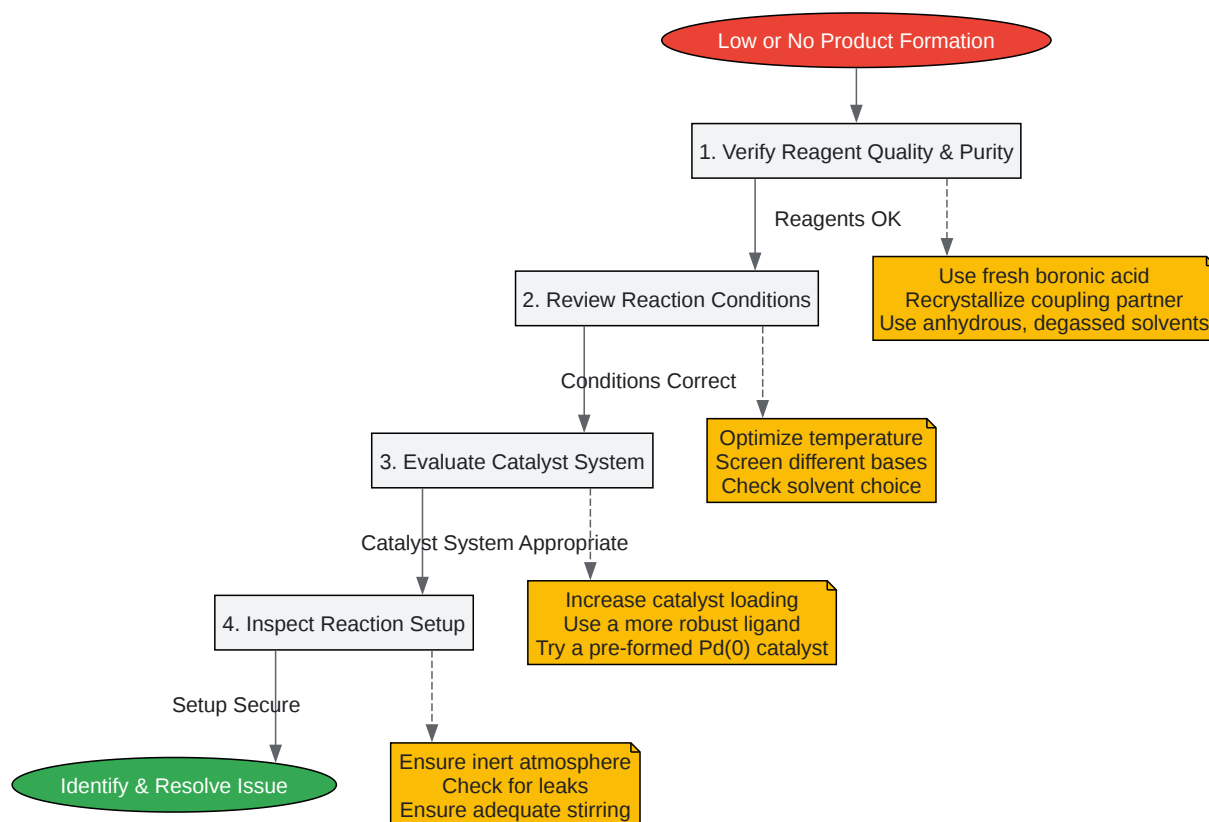 Low or No Product Formation
1. Verify Reagent Quality & Purity
Reagents OK
Use fresh boronic acid
Recrystallize coupling partner
Use anhydrous, degassed solvents
2. Review Reaction Conditions
Conditions Correct
Optimize temperature
Screen different bases
Check solvent choice
3. Evaluate Catalyst System
Catalyst System Appropriate
Increase catalyst loading
Use a more robust ligand
Try a pre-formed Pd(0) catalyst
4. Inspect Reaction Setup
Setup Secure
Ensure inert atmosphere
Check for leaks
Ensure adequate stirring
Identify & Resolve Issue